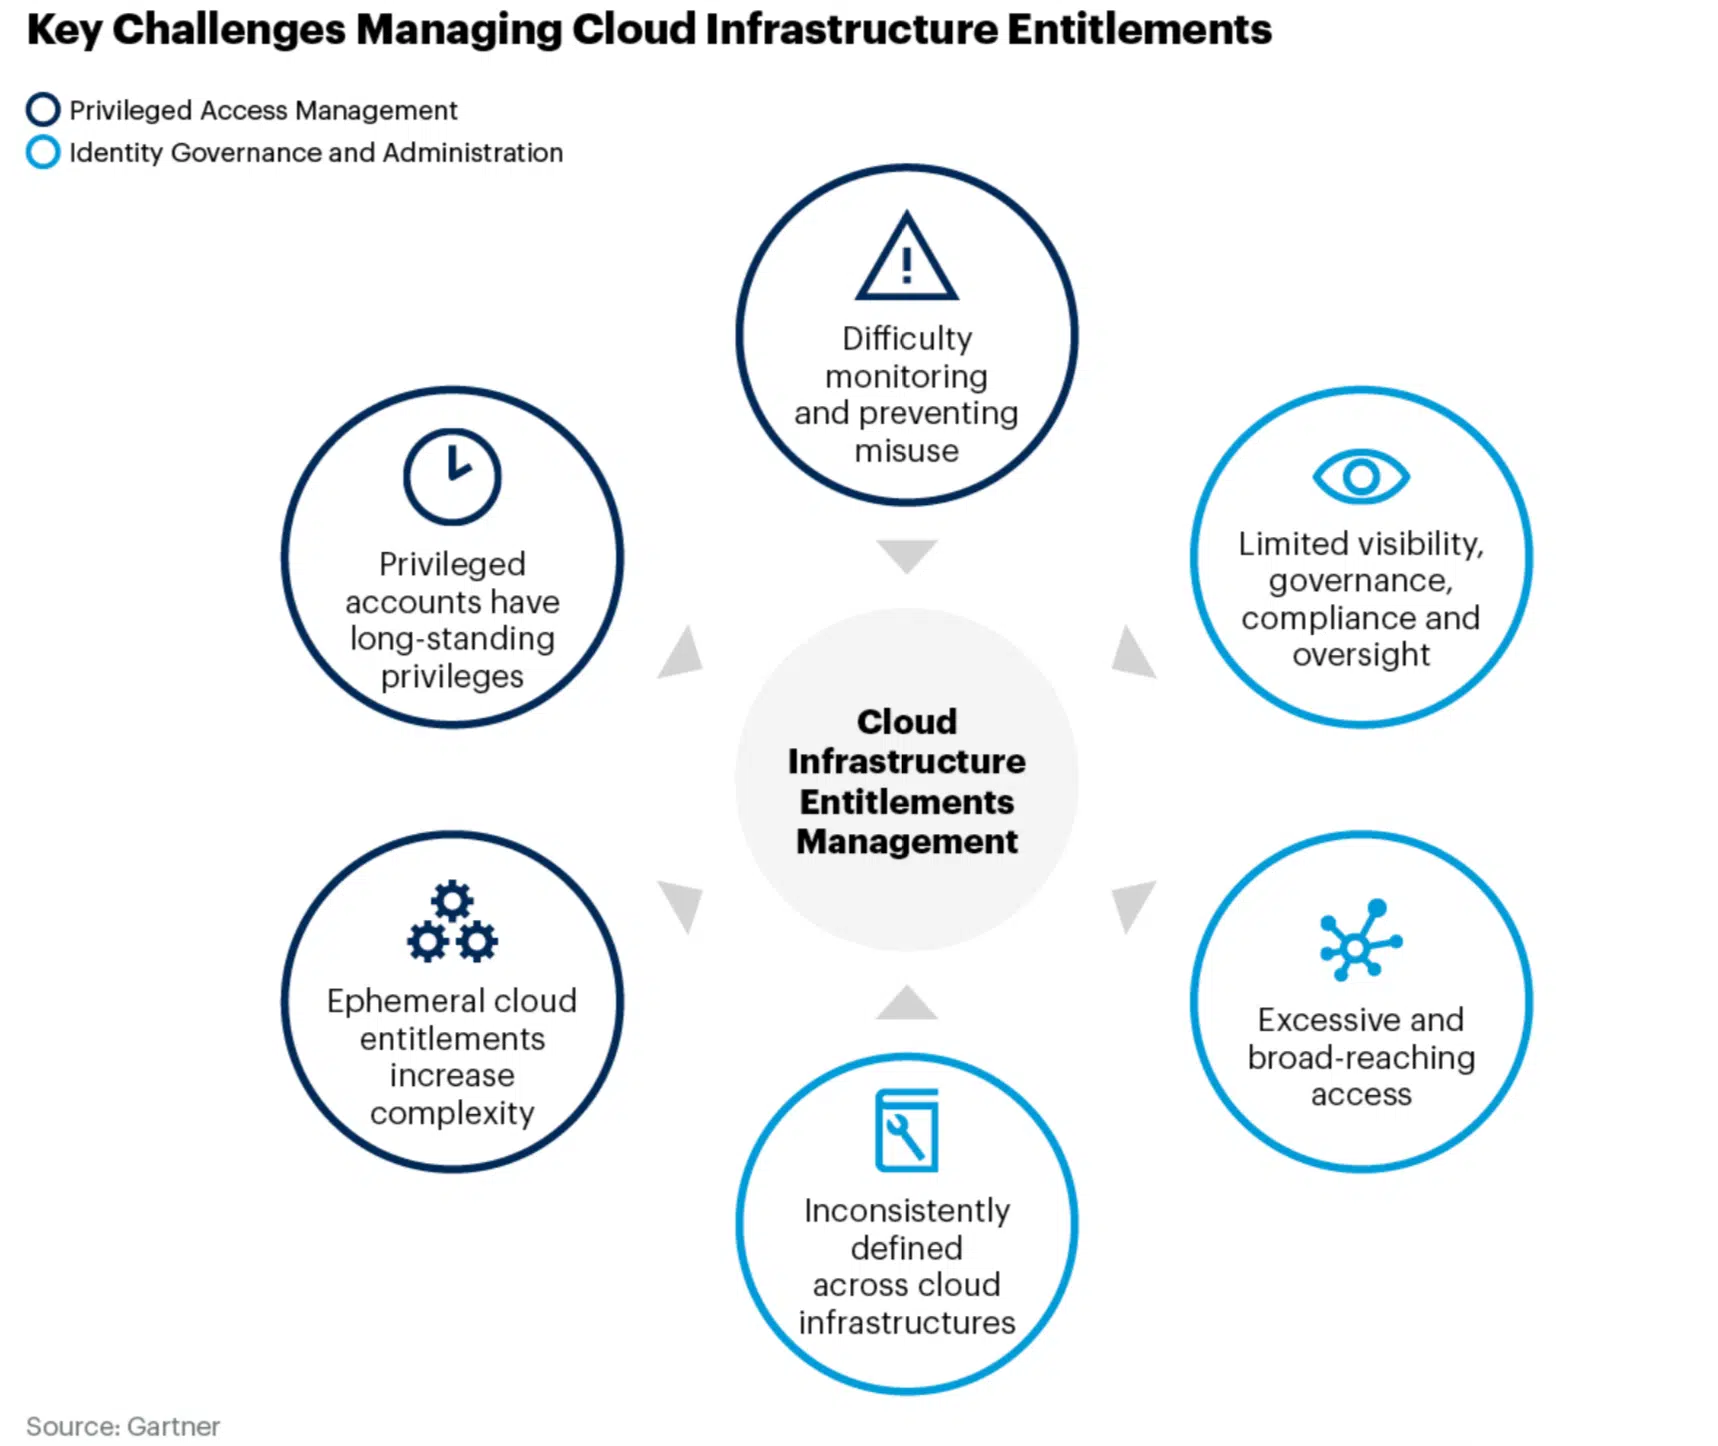 Key Challenges Managing Cloud Infrastructure Entitlements
Privileged Access Management
Identity Governance and Administration
Difficulty
monitoring
and preventing
misuse
Privileged
accounts have
long-standing
privileges
Limited visibility,
governance,
compliance and
oversight
Cloud
Infrastructure
Entitlements
Management
Ephemeral cloud
entitlements
increase
complexity
Excessive and
broad-reaching
access
Inconsistently
defined
across cloud
infrastructures
Source: Gartner